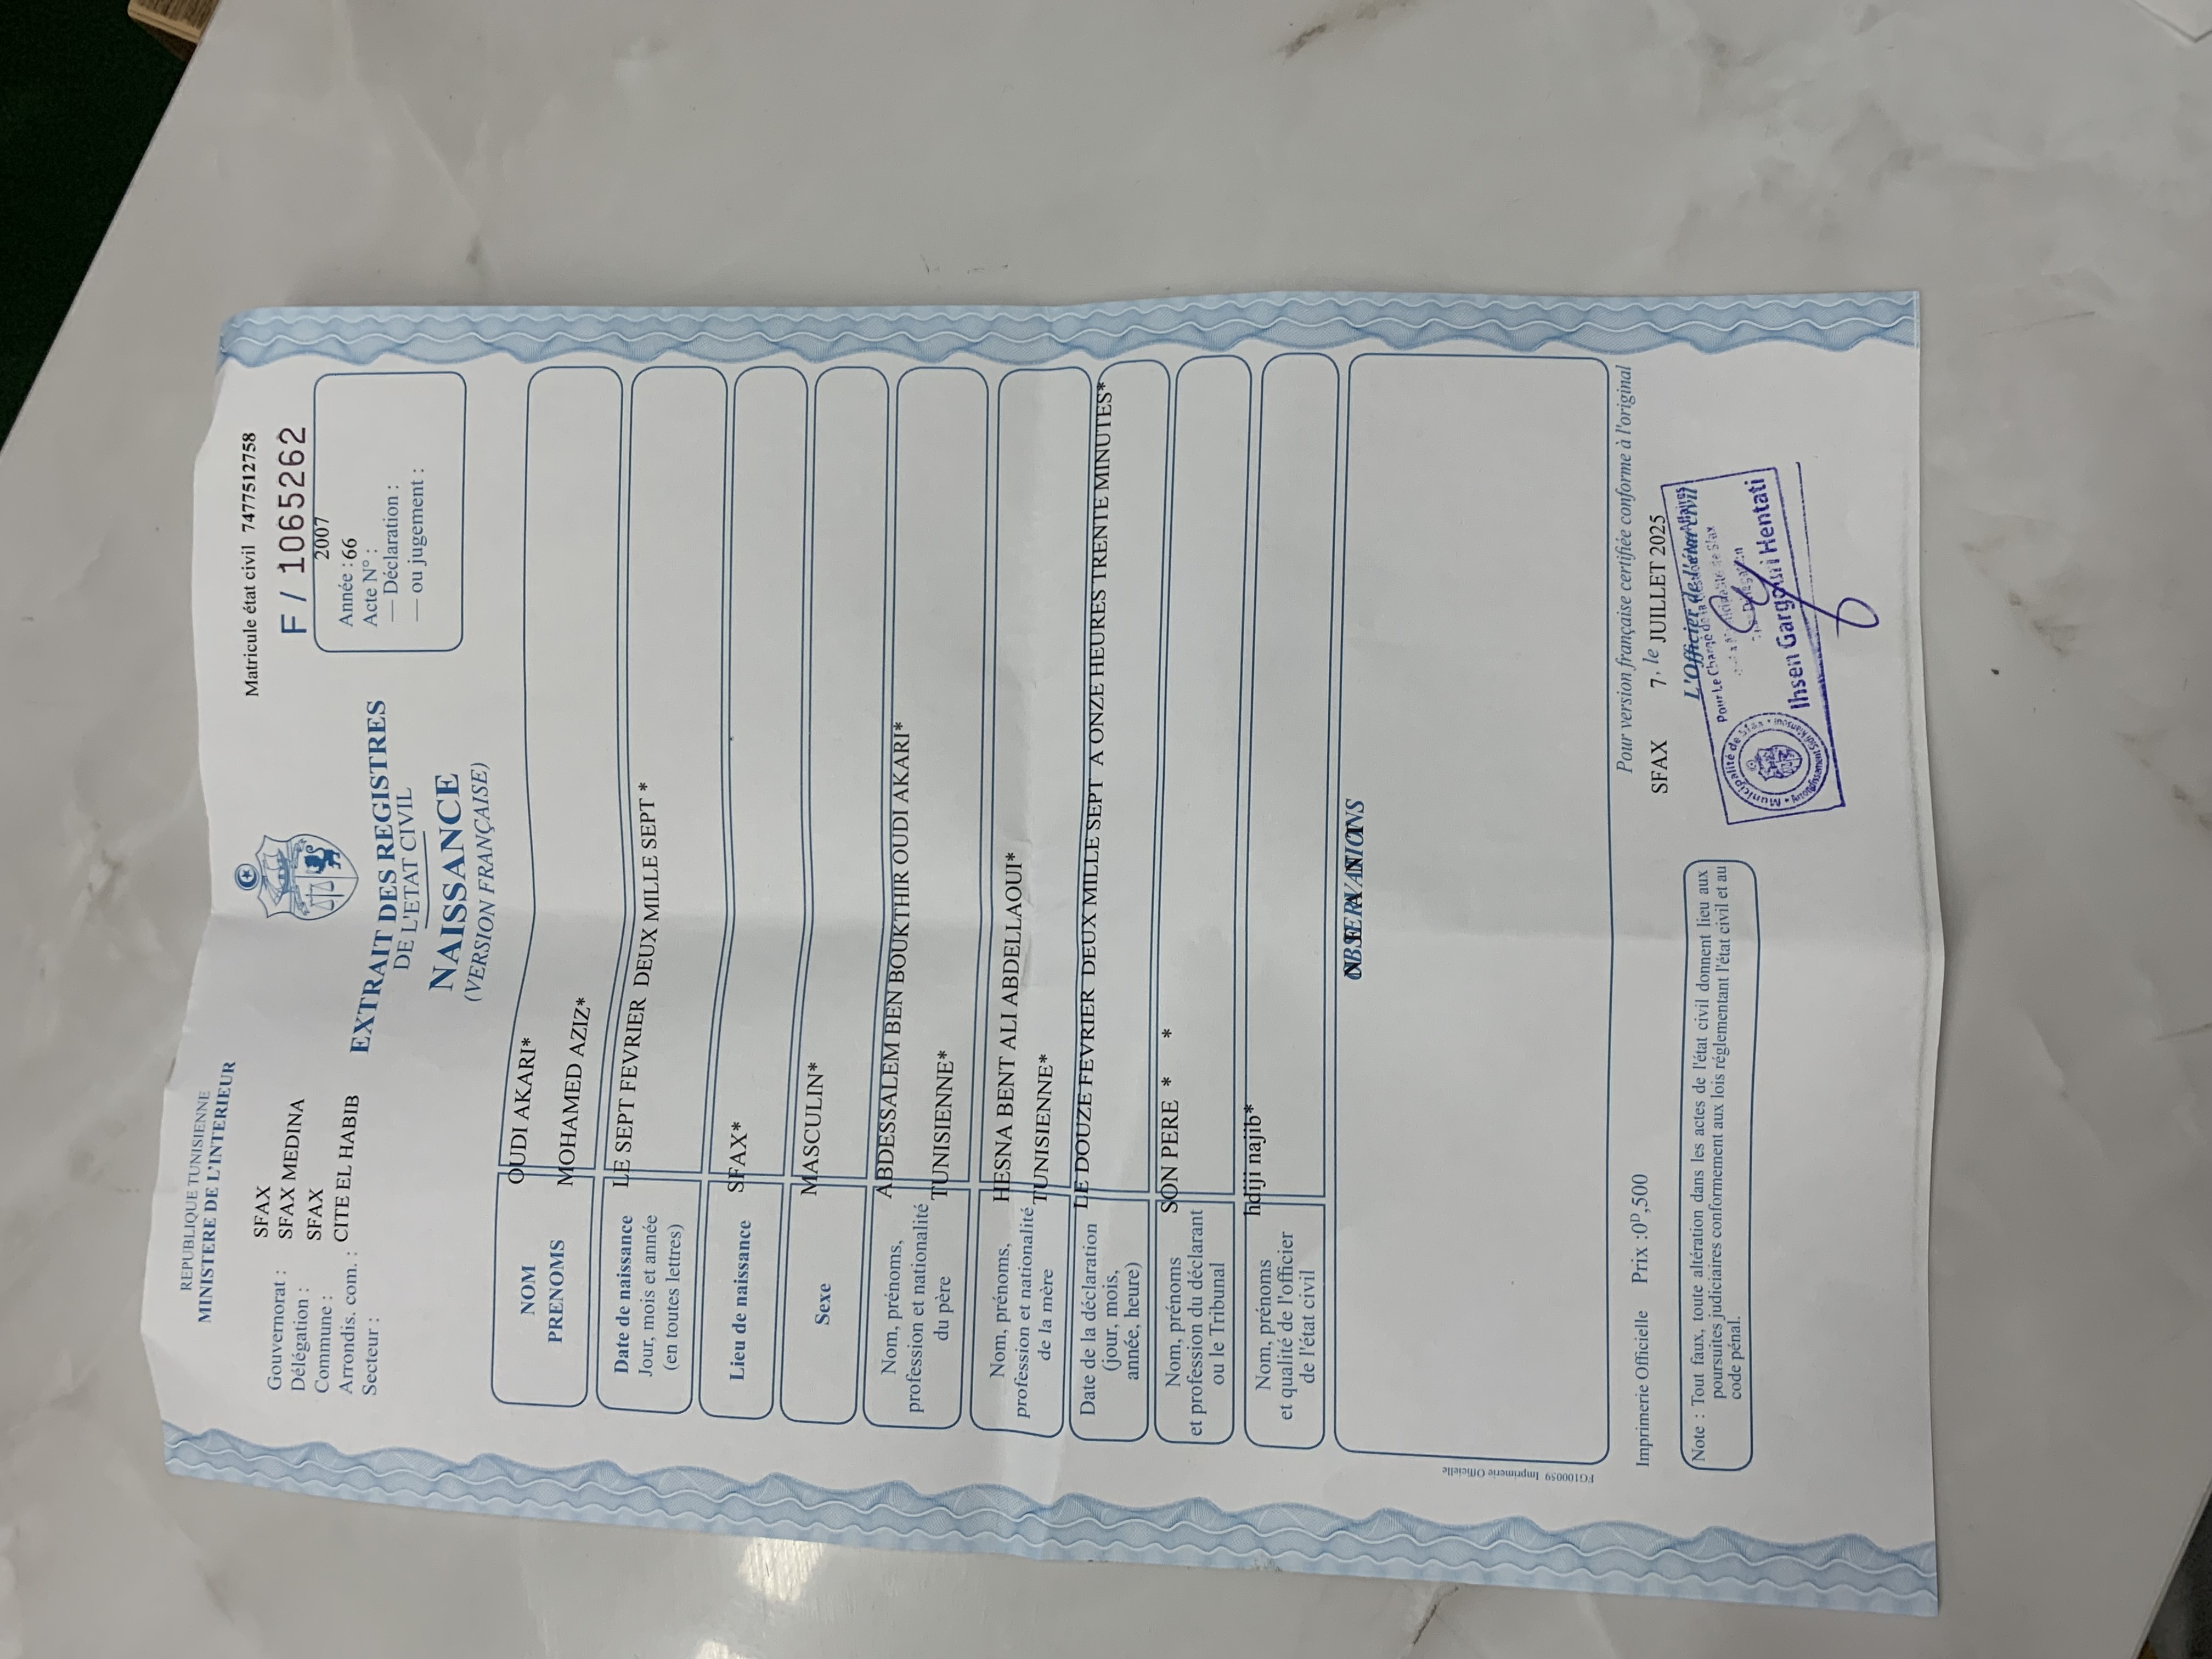 REPUBLIQUE TUNISIENNE
MINISTERE DE L'INTERIEUR
Gouvernorat : SFAX
Délégation : SFAX MEDINA
Commune : SFAX
Arrondis. com. : CITE EL HABIB
Secteur :
Matricule état civil 7477512758
F / 1065262
2007
Année : 66
Acte N° :
— Déclaration :
— ou jugement :
EXTRAIT DES REGISTRES
DE L'ETAT CIVIL
NAISSANCE
(VERSION FRANÇAISE)
NOM OUDI AKARI*
PRENOMS MOHAMED AZIZ*
Date de naissance LE SEPT FEVRIER DEUX MILLE SEPT *
Jour, mois et année
(en toutes lettres)
Lieu de naissance SFAX*
Sexe MASCULIN*
Nom, prénoms, ABDESSALEM BEN BOUKTHIR OUDI AKARI*
profession et nationalité
du père TUNISIENNE*
Nom, prénoms, HESNA BENT ALI ABDELLAOUI*
profession et nationalité
de la mère TUNISIENNE*
Date de la déclaration LE DOUZE FEVRIER DEUX MILLE SEPT A ONZE HEURES TRENTE MINUTES*
(jour, mois,
année, heure)
Nom, prénoms SON PERE * *
et profession du déclarant
ou le Tribunal
Nom, prénoms hdiji najib*
et qualité de l'officier
de l'état civil
OBSERVATIONS
FG100059 Imprimerie Officielle
Pour version française certifiée conforme à l'original
Imprimerie Officielle Prix :0ᴰ,500
SFAX 7, le JUILLET 2025
L'Officier de l'état civil
Pour Le Chargé de la
Ihsen Gargouri Hentati
Municipalité de Sfax
Note : Tout faux, toute altération dans les actes de l'état civil donnent lieu aux
poursuites judiciaires conformement aux lois réglementant l'état civil et au
code pénal.